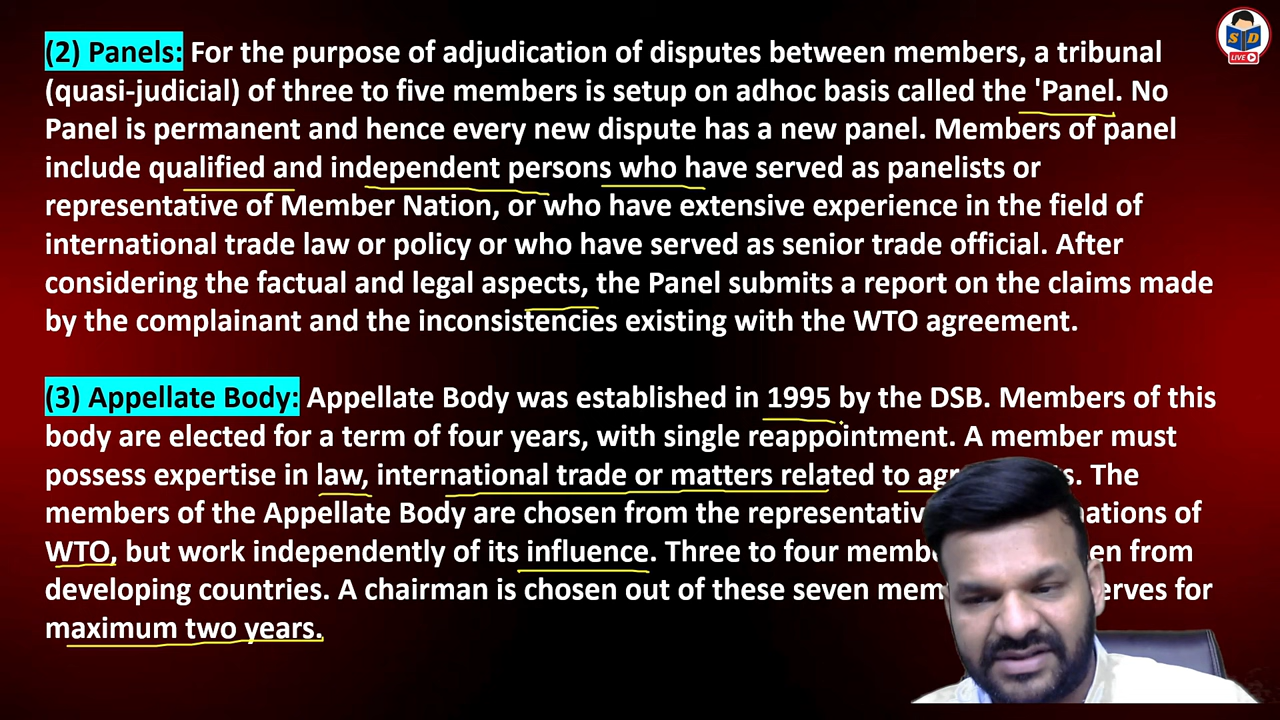 (2) Panels: For the purpose of adjudication of disputes between members, a tribunal
(quasi-judicial) of three to five members is setup on adhoc basis called the 'Panel. No
Panel is permanent and hence every new dispute has a new panel. Members of panel
include qualified and independent persons who have served as panelists or
representative of Member Nation, or who have extensive experience in the field of
international trade law or policy or who have served as senior trade official. After
considering the factual and legal aspects, the Panel submits a report on the claims made
by the complainant and the inconsistencies existing with the WTO agreement.
(3) Appellate Body: Appellate Body was established in 1995 by the DSB. Members of this
body are elected for a term of four years, with single reappointment. A member must
possess expertise in law, international trade or matters related to The
members of the Appellate Body are chosen from the nations of
WTO, but work independently of its influence. Three to four from
developing countries. A chairman is chosen out of these seven for
maximum two years.
S D
LIVE